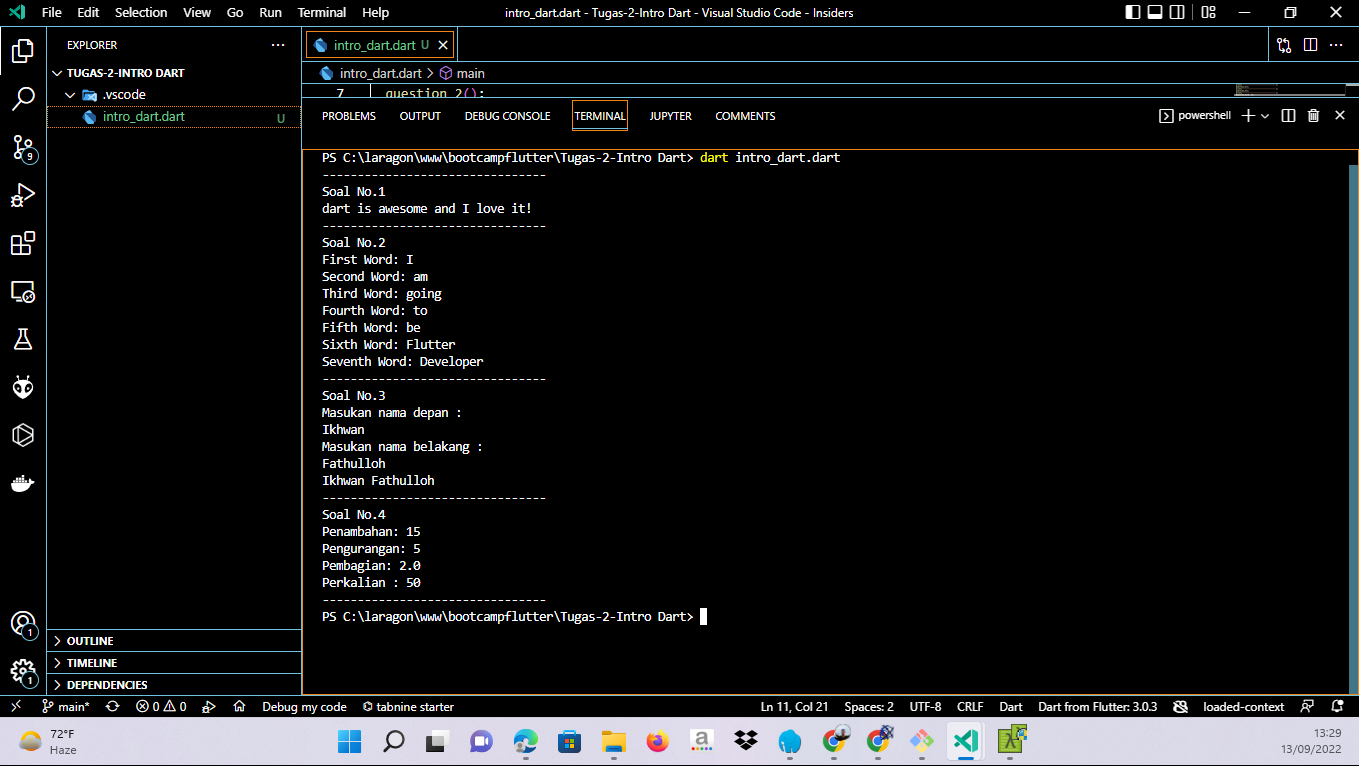 File Edit Selection View Go Run Terminal Help
intro_dart.dart - Tugas-2-Intro Dart - Visual Studio Code - Insiders
EXPLORER
TUGAS-2-INTRO DART
.vscode
intro_dart.dart U
9
1
1
OUTLINE
TIMELINE
DEPENDENCIES
intro_dart.dart U
intro_dart.dart > main
7 question_2();
PROBLEMS OUTPUT DEBUG CONSOLE TERMINAL JUPYTER COMMENTS
powershell
PS C:\laragon\www\bootcampflutter\Tugas-2-Intro Dart> dart intro_dart.dart
--------------------------------
Soal No.1
dart is awesome and I love it!
--------------------------------
Soal No.2
First Word: I
Second Word: am
Third Word: going
Fourth Word: to
Fifth Word: be
Sixth Word: Flutter
Seventh Word: Developer
--------------------------------
Soal No.3
Masukan nama depan :
Ikhwan
Masukan nama belakang :
Fathulloh
Ikhwan Fathulloh
--------------------------------
Soal No.4
Penambahan: 15
Pengurangan: 5
Pembagian: 2.0
Perkalian : 50
--------------------------------
PS C:\laragon\www\bootcampflutter\Tugas-2-Intro Dart>
main* 0 0 Debug my code tabnine starter Ln 11, Col 21 Spaces: 2 UTF-8 CRLF Dart Dart from Flutter: 3.0.3 loaded-context
72°F
Haze
a
13:29
13/09/2022